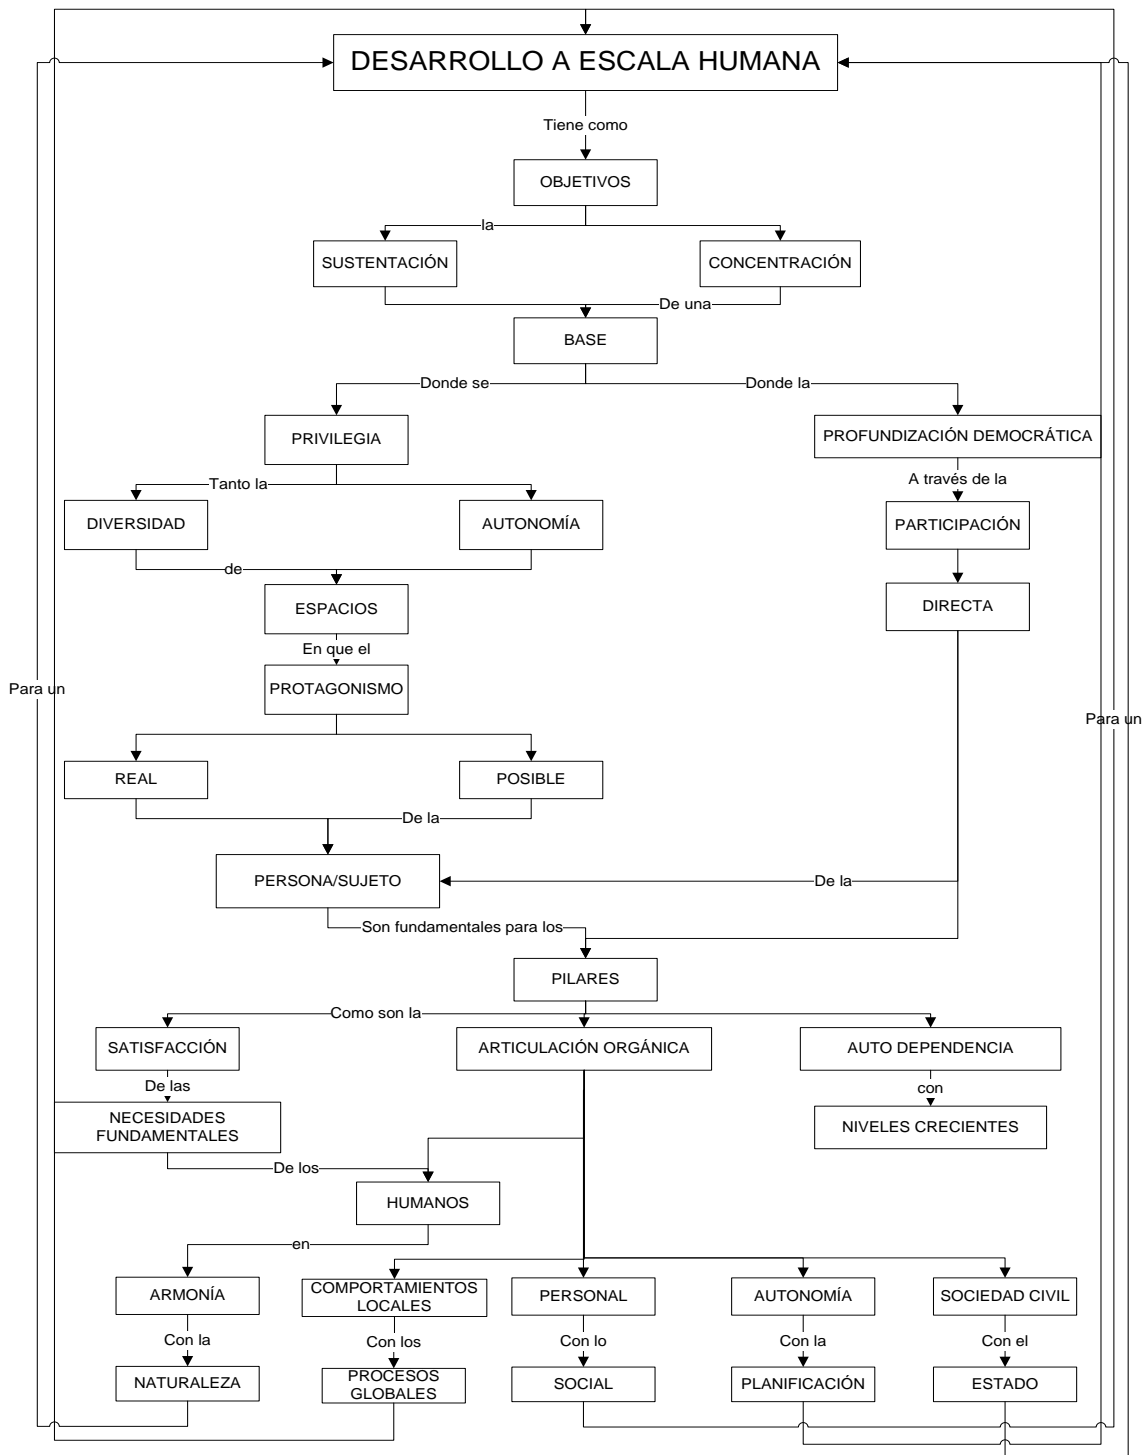 DESARROLLO A ESCALA HUMANA
Tiene como
OBJETIVOS
la
SUSTENTACIÓN
CONCENTRACIÓN
De una
BASE
Donde se
Donde la
PRIVILEGIA
PROFUNDIZACIÓN DEMOCRÁTICA
Tanto la
A través de la
DIVERSIDAD
AUTONOMÍA
PARTICIPACIÓN
de
ESPACIOS
DIRECTA
En que el
PROTAGONISMO
Para un
Para un
REAL
POSIBLE
De la
PERSONA/SUJETO
De la
Son fundamentales para los
PILARES
Como son la
SATISFACCIÓN
ARTICULACIÓN ORGÁNICA
AUTO DEPENDENCIA
De las
con
NECESIDADES
FUNDAMENTALES
NIVELES CRECIENTES
De los
HUMANOS
en
ARMONÍA
COMPORTAMIENTOS
LOCALES
PERSONAL
AUTONOMÍA
SOCIEDAD CIVIL
Con la
Con los
Con lo
Con la
Con el
NATURALEZA
PROCESOS
GLOBALES
SOCIAL
PLANIFICACIÓN
ESTADO